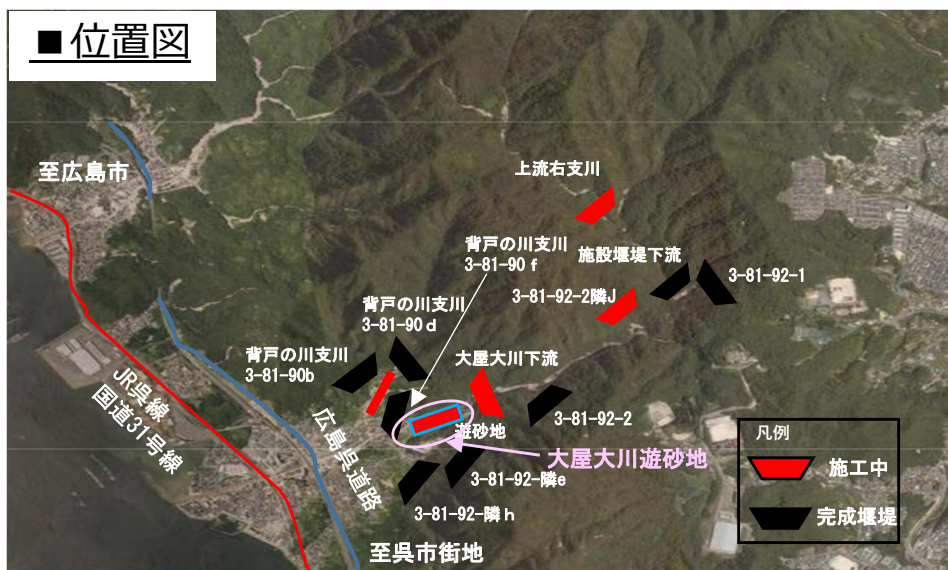 ■位置図
至広島市
上流右支川
背戸の川支川
3-81-90ｆ
施設堰堤下流
3-81-92-1
3-81-92-2隣J
背戸の川支川
3-81-90ｄ
背戸の川支川
3-81-90b
大屋大川下流
3-81-92-2
JR呉線
国道31号線
広島呉道路
遊砂地
大屋大川遊砂地
3-81-92-隣e
3-81-92-隣ｈ
至呉市街地
凡例
施工中
完成堰堤